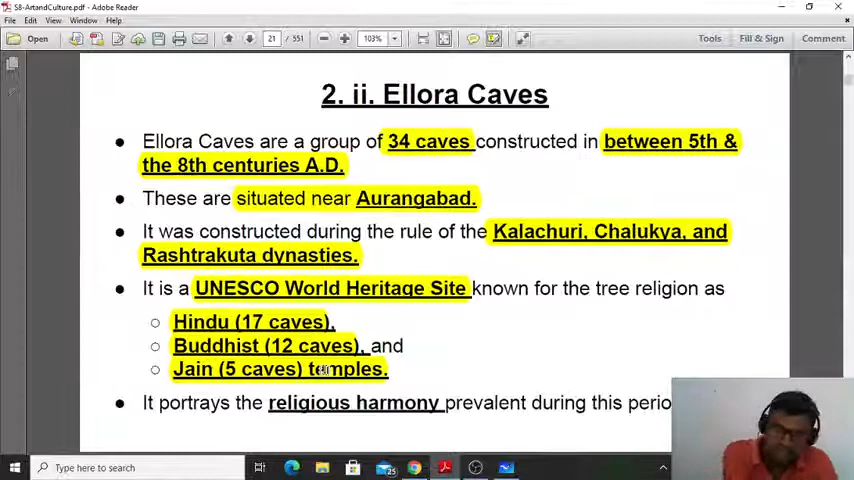 S8-ArtandCulture.pdf - Adobe Reader
File Edit View Window Help
Open 21 / 551 103% Tools Fill & Sign Comment
2. ii. Ellora Caves
● Ellora Caves are a group of 34 caves constructed in between 5th &
the 8th centuries A.D.
● These are situated near Aurangabad.
● It was constructed during the rule of the Kalachuri, Chalukya, and
Rashtrakuta dynasties.
● It is a UNESCO World Heritage Site known for the tree religion as
○ Hindu (17 caves),
○ Buddhist (12 caves), and
○ Jain (5 caves) temples.
● It portrays the religious harmony prevalent during this perio
Type here to search 25